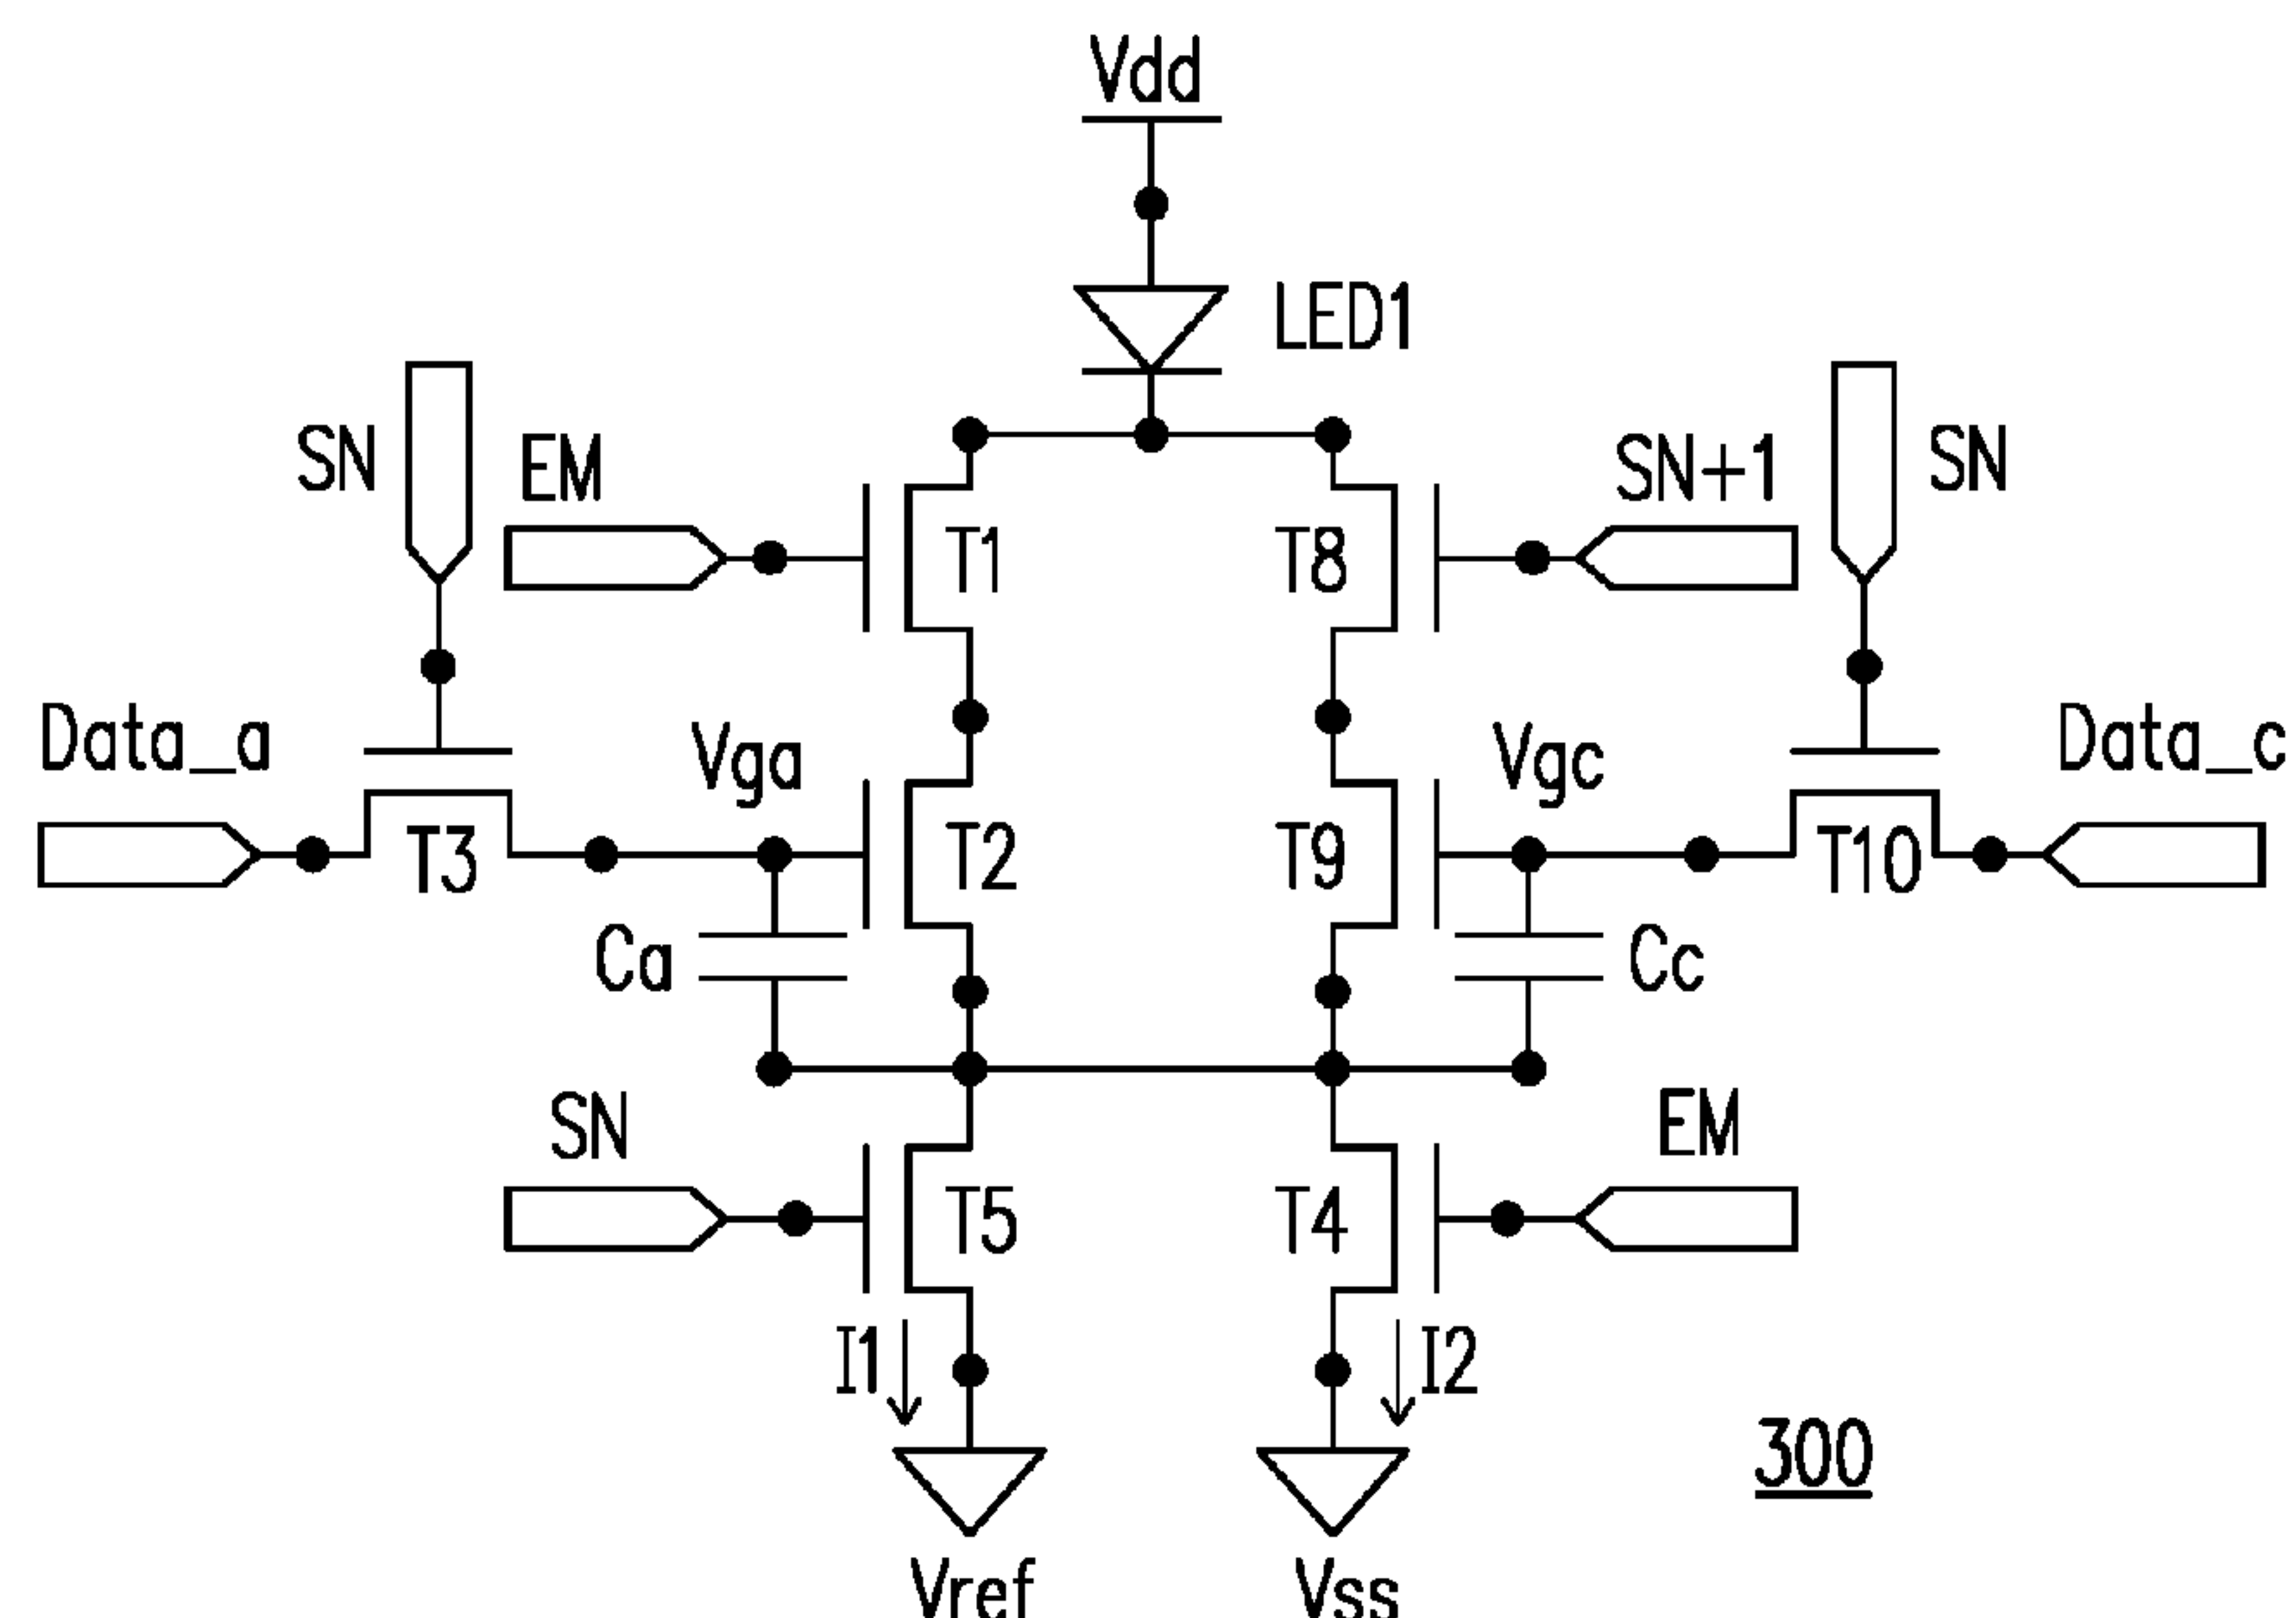 Vdd
LED1
SN
EM
SN+1
SN
T1
T8
Data_a
Vga
Vgc
Data_c
T3
T2
T9
T10
Ca
Cc
SN
EM
T5
T4
I1
I2
300
Vref
Vss